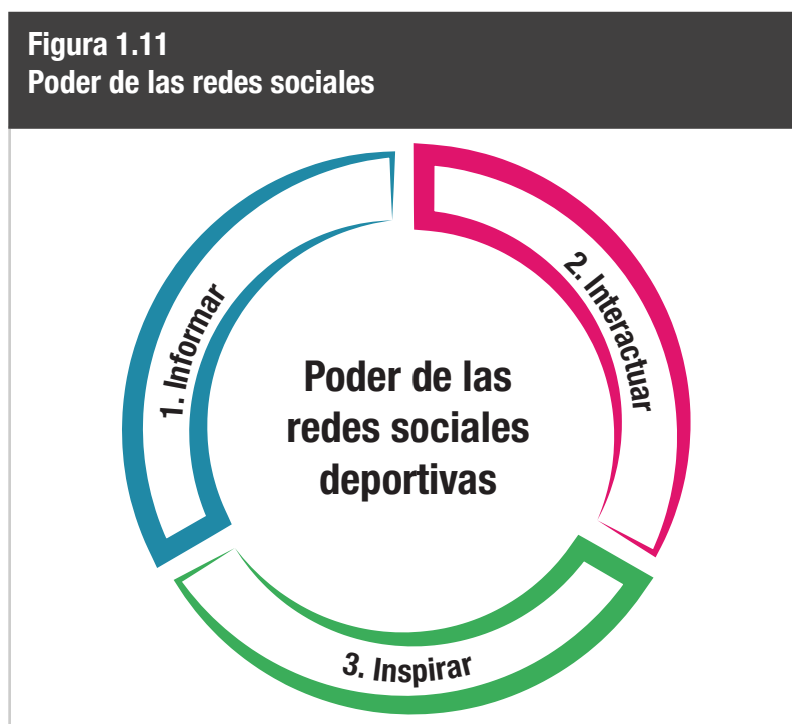 Figura 1.11
Poder de las redes sociales
1. Informar
2. Interactuar
Poder de las
redes sociales
deportivas
3. Inspirar